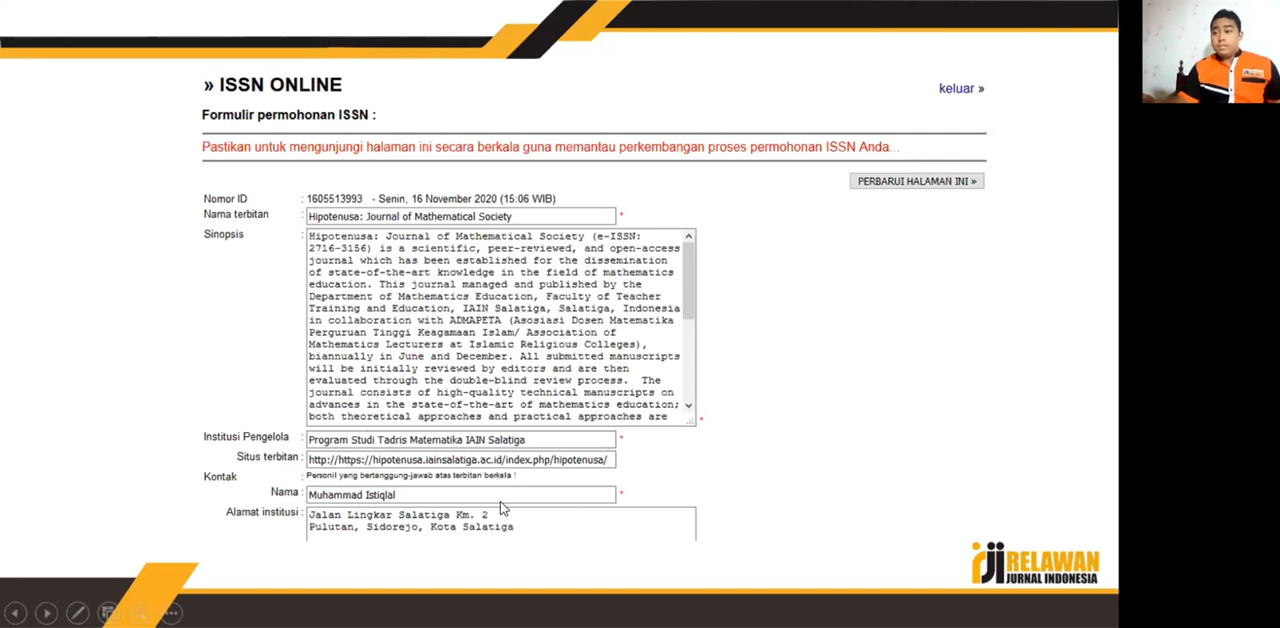 » ISSN ONLINE
keluar »
Formulir permohonan ISSN :
Pastikan untuk mengunjungi halaman ini secara berkala guna memantau perkembangan proses permohonan ISSN Anda...
PERBARUI HALAMAN INI »
Nomor ID : 1605513993 - Senin, 16 November 2020 (15:06 WIB)
Nama terbitan : Hipotenusa: Journal of Mathematical Society *
Sinopsis : Hipotenusa: Journal of Mathematical Society (e-ISSN:
2716-3156) is a scientific, peer-reviewed, and open-access
journal which has been established for the dissemination
of state-of-the-art knowledge in the field of mathematics
education. This journal managed and published by the
Department of Mathematics Education, Faculty of Teacher
Training and Education, IAIN Salatiga, Salatiga, Indonesia
in collaboration with ADMAPETA (Asosiasi Dosen Matematika
Perguruan Tinggi Keagamaan Islam/ Association of
Mathematics Lecturers at Islamic Religious Colleges),
biannually in June and December. All submitted manuscripts
will be initially reviewed by editors and are then
evaluated through the double-blind review process. The
journal consists of high-quality technical manuscripts on
advances in the state-of-the-art of mathematics education;
both theoretical approaches and practical approaches are
*
Institusi Pengelola : Program Studi Tadris Matematika IAIN Salatiga *
Situs terbitan : http://https://hipotenusa.iainsalatiga.ac.id/index.php/hipotenusa/
Kontak : Personil yang bertanggung-jawab atas terbitan berkala !
Nama : Muhammad Istiqlal *
Alamat institusi : Jalan Lingkar Salatiga Km. 2
Pulutan, Sidorejo, Kota Salatiga
rji RELAWAN
JURNAL INDONESIA